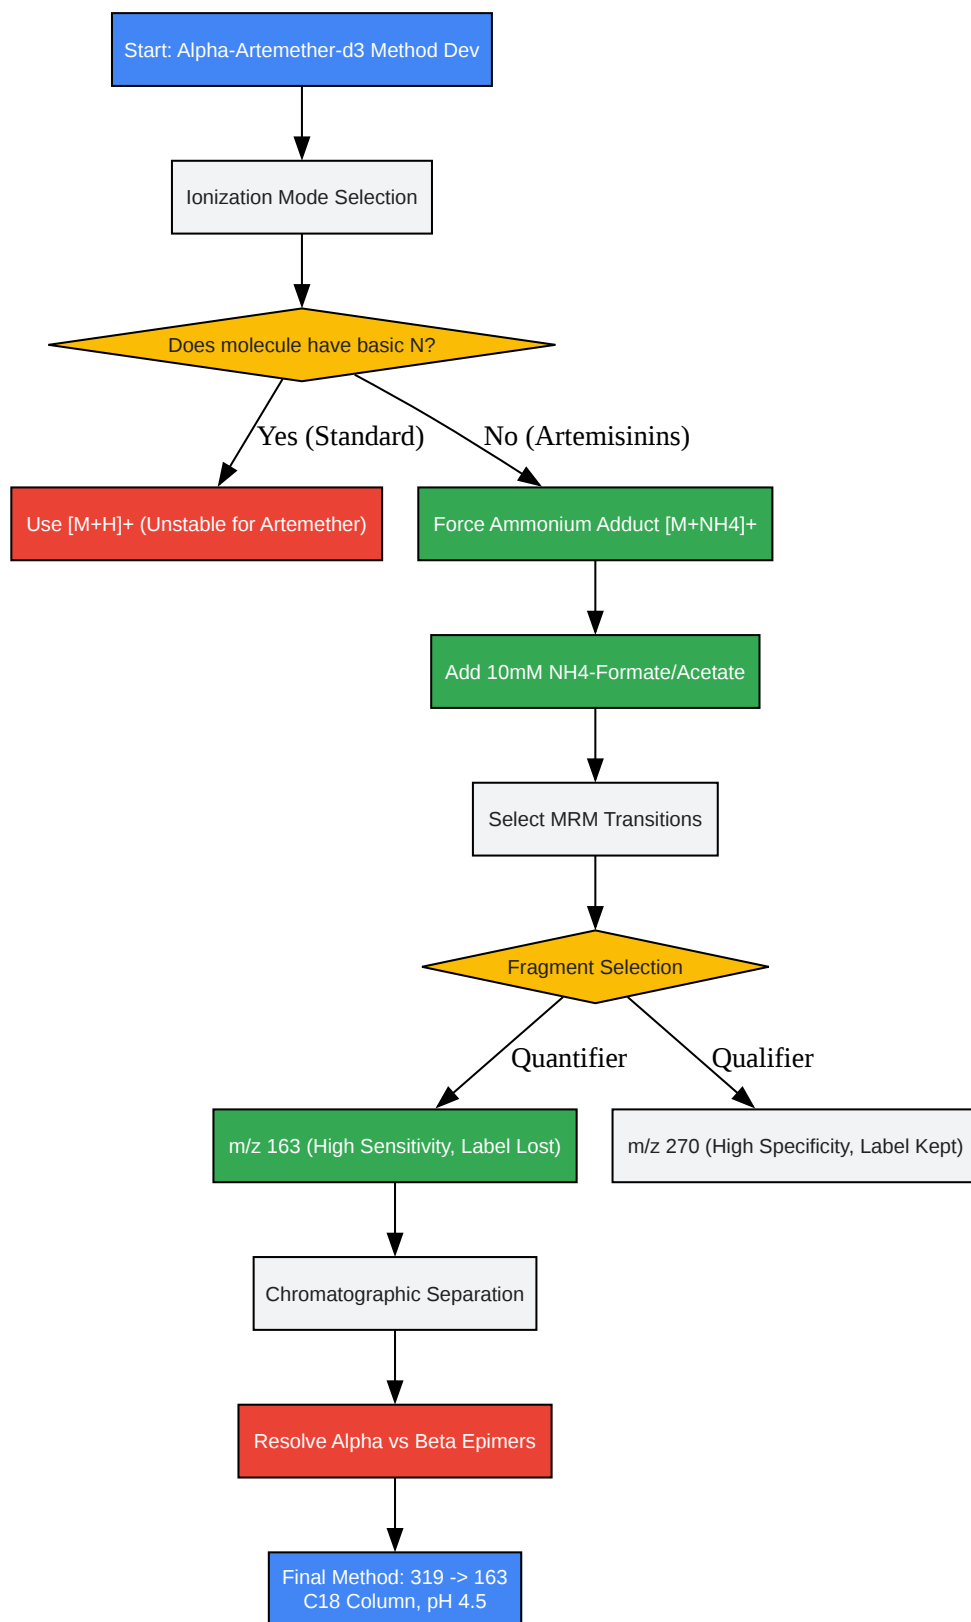 Start: Alpha-Artemether-d3 Method Dev
Ionization Mode Selection
Does molecule have basic N?
Yes (Standard)
No (Artemisinins)
Use [M+H]+ (Unstable for Artemether)
Force Ammonium Adduct [M+NH4]+
Add 10mM NH4-Formate/Acetate
Select MRM Transitions
Fragment Selection
Quantifier
Qualifier
m/z 163 (High Sensitivity, Label Lost)
m/z 270 (High Specificity, Label Kept)
Chromatographic Separation
Resolve Alpha vs Beta Epimers
Final Method: 319 -> 163
C18 Column, pH 4.5